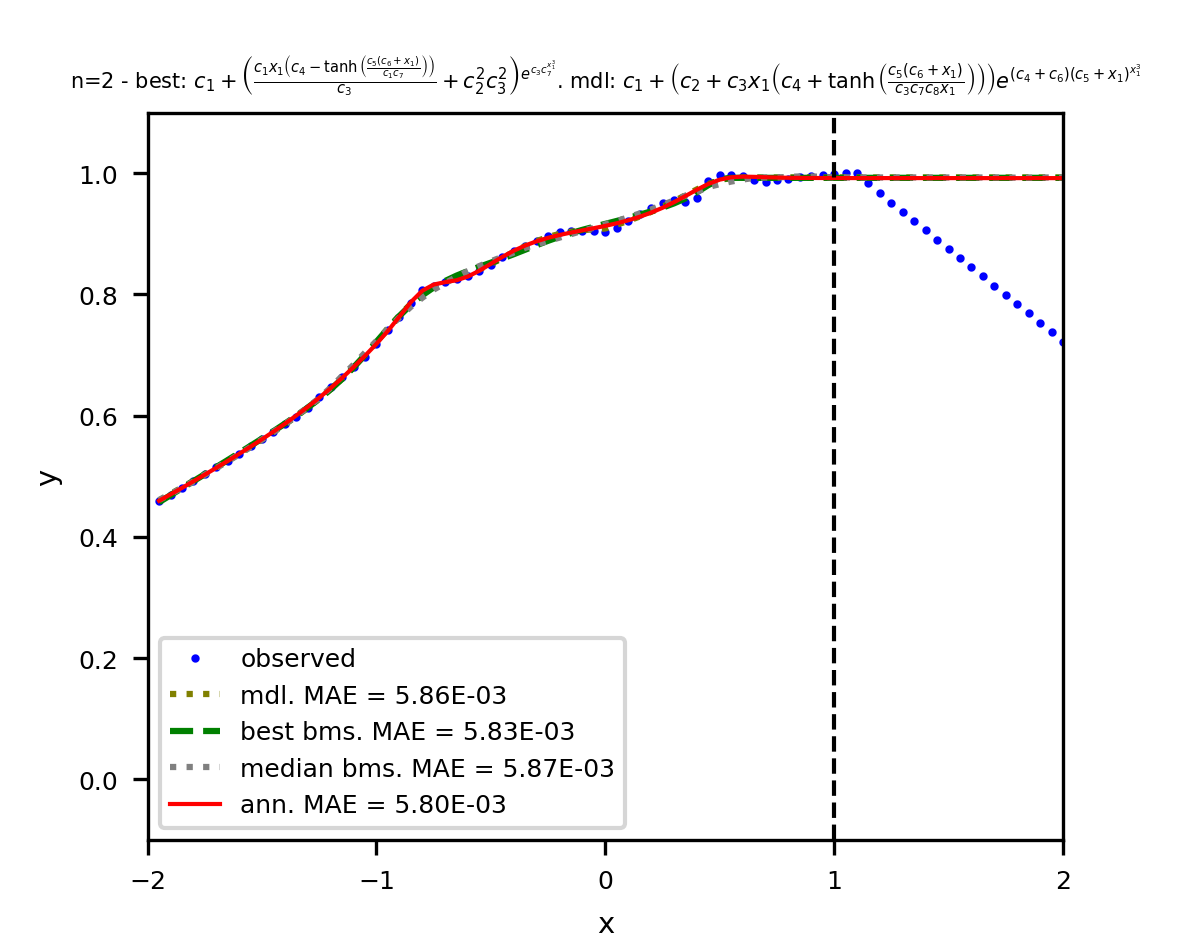 n=2 - best: $c_1 + \left(\frac{c_1 x_1 \left(c_4 - \tanh\left(\frac{c_5(c_6+x_1)}{c_1 c_7}\right)\right)}{c_3} + c_2^2 c_3^2\right)^{e^{c_3 c_7^{x_1^3}}}$. mdl: $c_1 + \left(c_2 + c_3 x_1 \left(c_4 + \tanh\left(\frac{c_5(c_6+x_1)}{c_3 c_7 c_8 x_1}\right)\right)\right) e^{(c_4+c_6)(c_5+x_1)^{x_1^3}}$
1.0
0.8
0.6
0.4
0.2
0.0
y
observed
mdl. MAE = 5.86E-03
best bms. MAE = 5.83E-03
median bms. MAE = 5.87E-03
ann. MAE = 5.80E-03
−2 −1 0 1 2
x